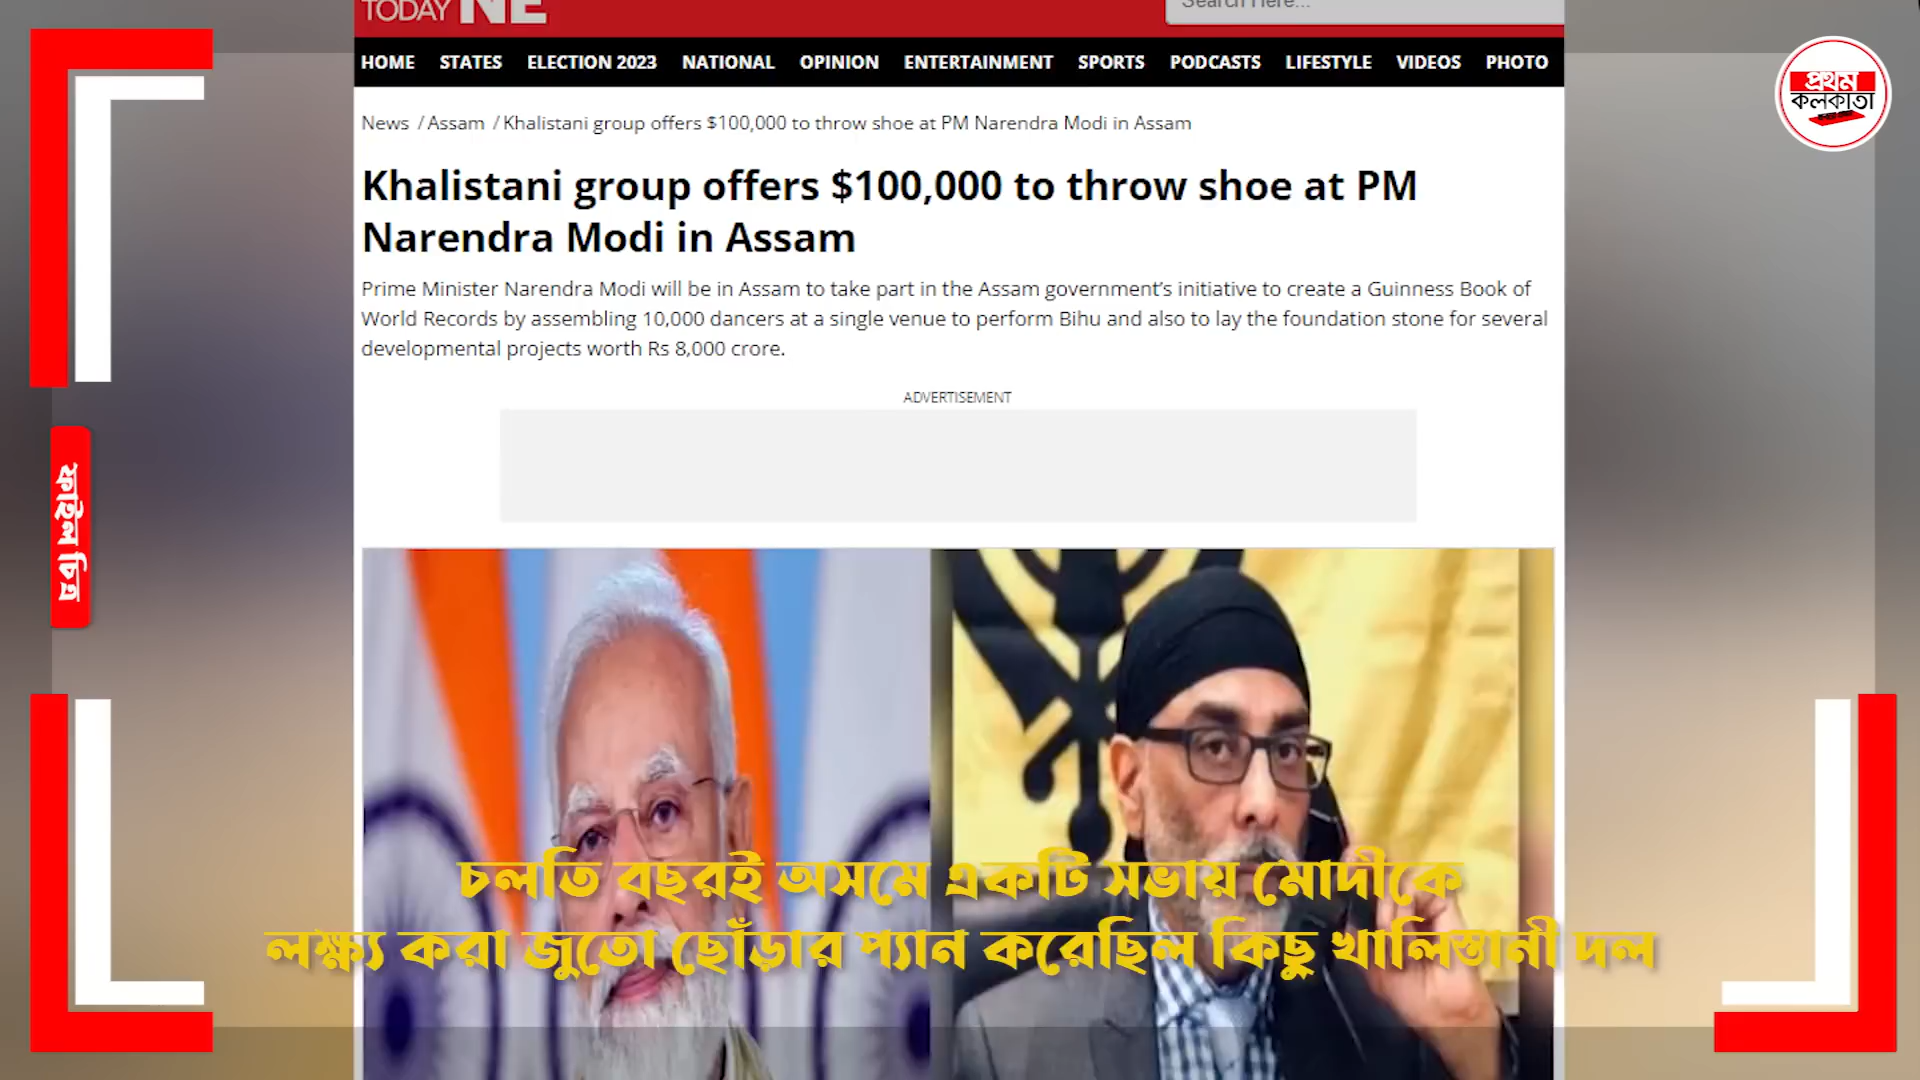 TODAY NE
Search Here...
HOME STATES ELECTION 2023 NATIONAL OPINION ENTERTAINMENT SPORTS PODCASTS LIFESTYLE VIDEOS PHOTO
প্রথম
কলকাতা
News / Assam / Khalistani group offers $100,000 to throw shoe at PM Narendra Modi in Assam
Khalistani group offers $100,000 to throw shoe at PM
Narendra Modi in Assam
Prime Minister Narendra Modi will be in Assam to take part in the Assam government's initiative to create a Guinness Book of
World Records by assembling 10,000 dancers at a single venue to perform Bihu and also to lay the foundation stone for several
developmental projects worth Rs 8,000 crore.
ADVERTISEMENT
ফাইল চিত্র
চলতি বছরই অসমে একটি সভায় মোদীকে
লক্ষ্য করা জুতো ছোঁড়ার প্যান করেছিল কিছু খালিস্তানী দল